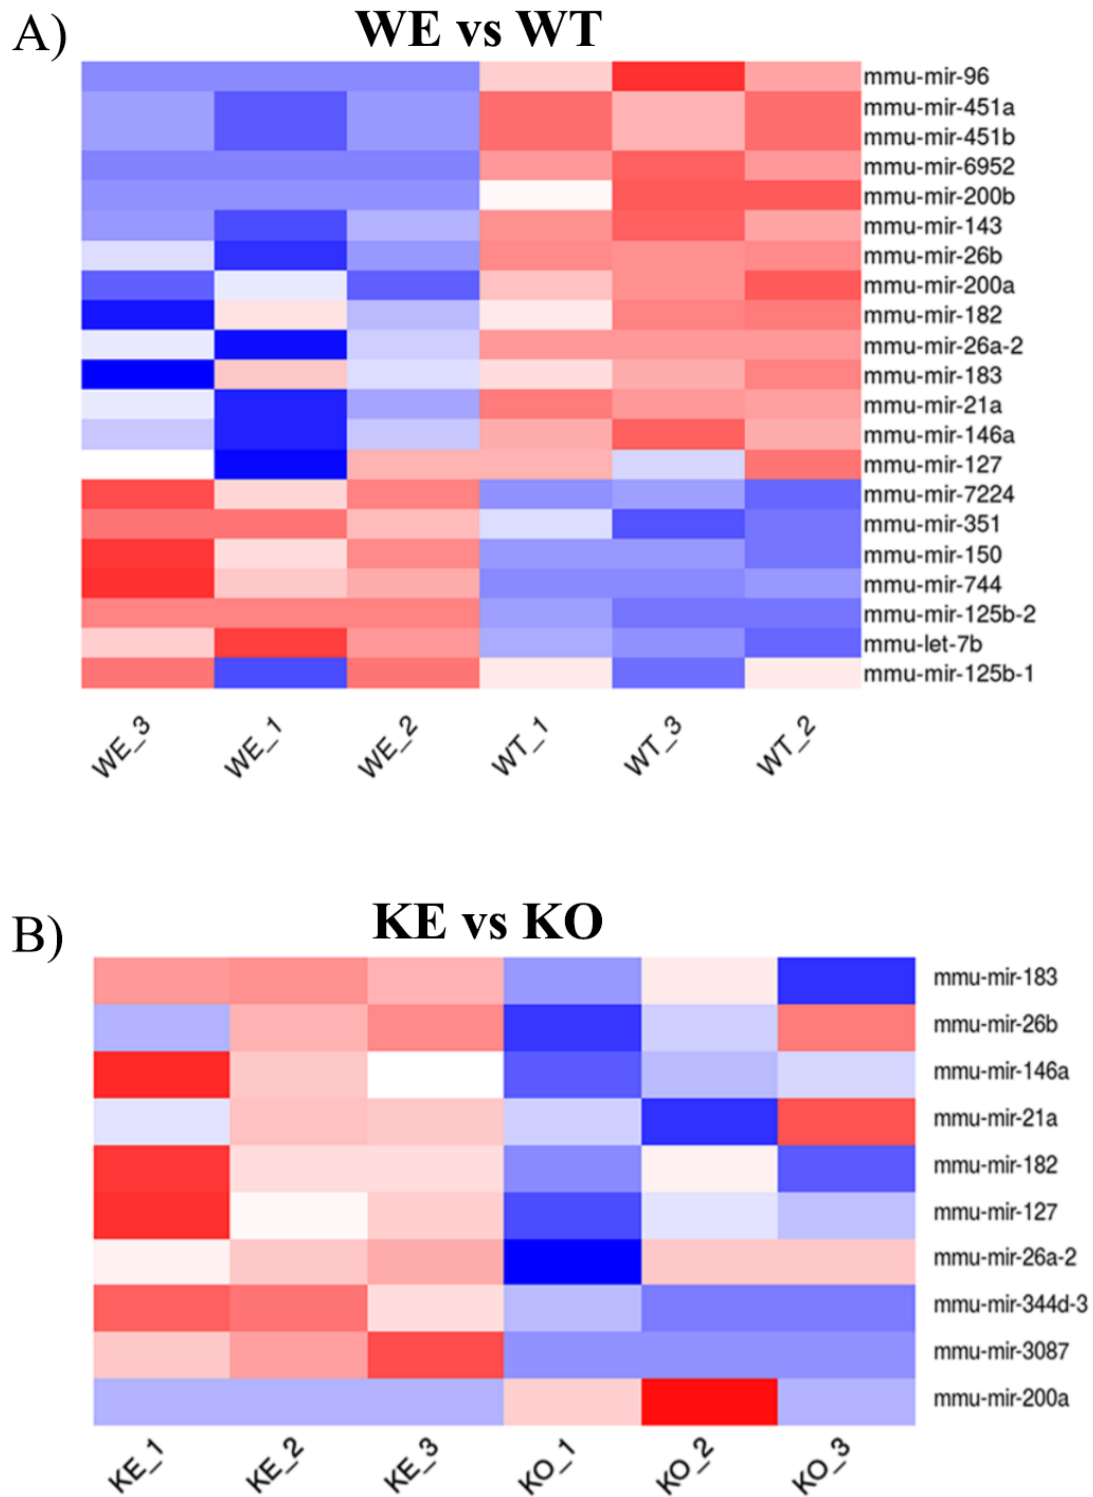 A)
WE vs WT
mmu-mir-96
mmu-mir-451a
mmu-mir-451b
mmu-mir-6952
mmu-mir-200b
mmu-mir-143
mmu-mir-26b
mmu-mir-200a
mmu-mir-182
mmu-mir-26a-2
mmu-mir-183
mmu-mir-21a
mmu-mir-146a
mmu-mir-127
mmu-mir-7224
mmu-mir-351
mmu-mir-150
mmu-mir-744
mmu-mir-125b-2
mmu-let-7b
mmu-mir-125b-1
WE_3 WE_1 WE_2 WT_1 WT_3 WT_2
B)
KE vs KO
mmu-mir-183
mmu-mir-26b
mmu-mir-146a
mmu-mir-21a
mmu-mir-182
mmu-mir-127
mmu-mir-26a-2
mmu-mir-344d-3
mmu-mir-3087
mmu-mir-200a
KE_1 KE_2 KE_3 KO_1 KO_2 KO_3